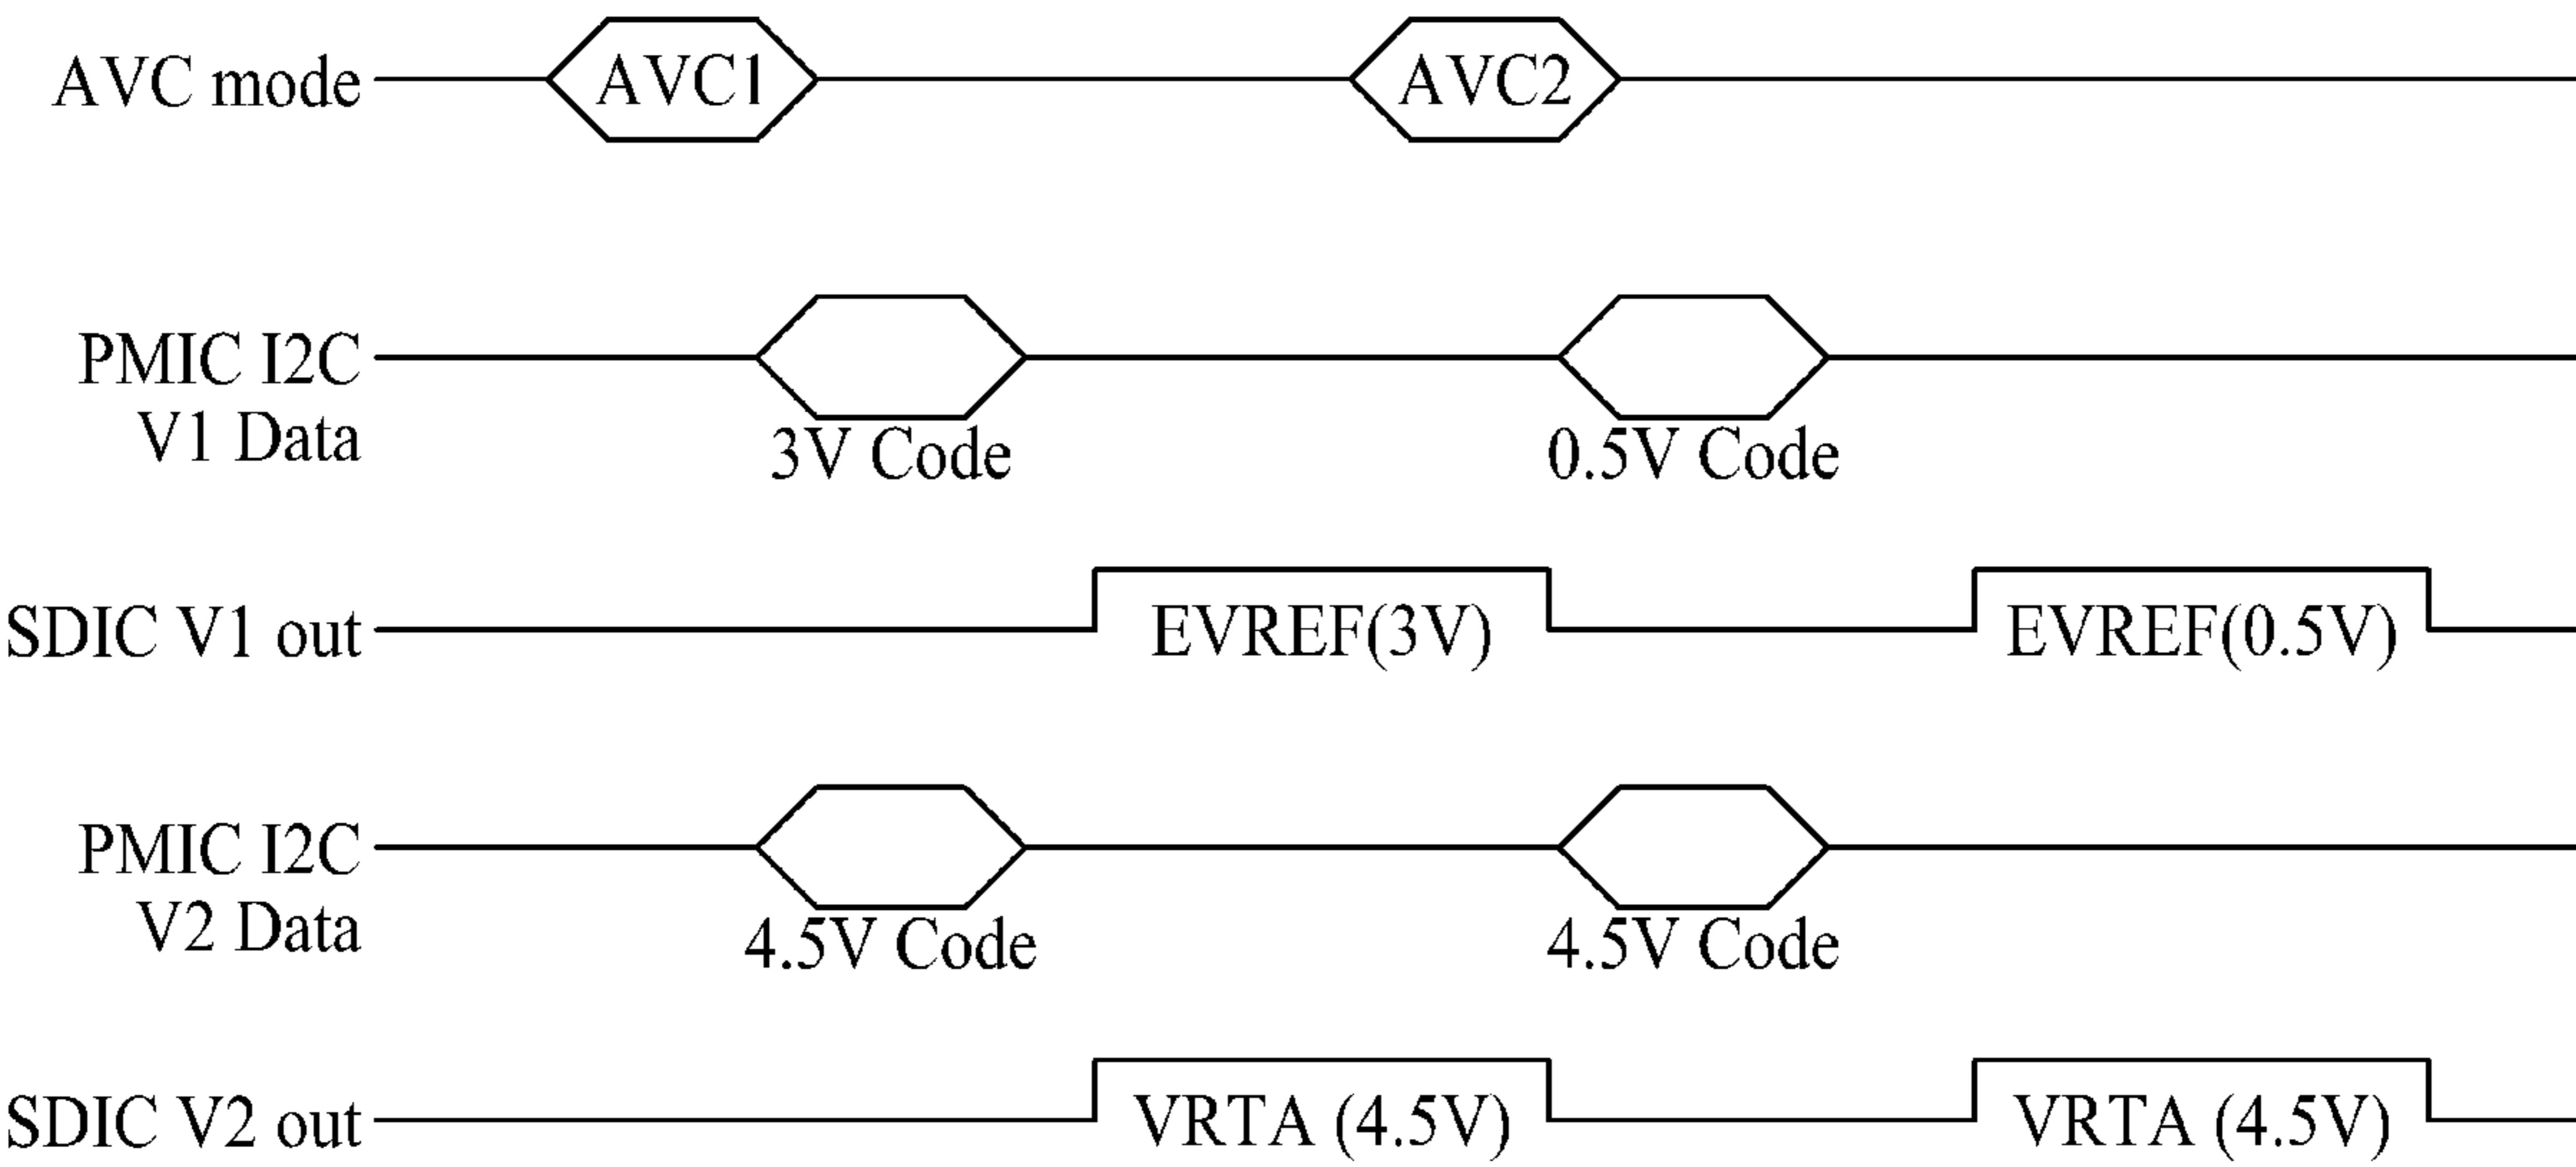 AVC mode
AVC1
AVC2
PMIC I2C
V1 Data
3V Code
0.5V Code
SDIC V1 out
EVREF(3V)
EVREF(0.5V)
PMIC I2C
V2 Data
4.5V Code
4.5V Code
SDIC V2 out
VRTA (4.5V)
VRTA (4.5V)